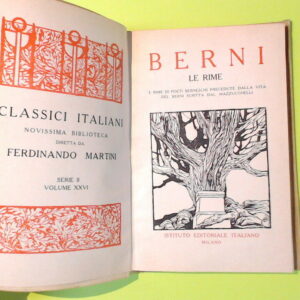 CLASSICI ITALIANI
NOVISSIMA BIBLIOTECA
DIRETTA DA
FERDINANDO MARTINI
SERIE II
VOLUME XXVI
BERNI
LE RIME
E RIME DI POETI BERNESCHI PRECEDUTE DALLA VITA
DEL BERNI SCRITTA DAL MAZZUCHELLI
ISTITUTO EDITORIALE ITALIANO
MILANO